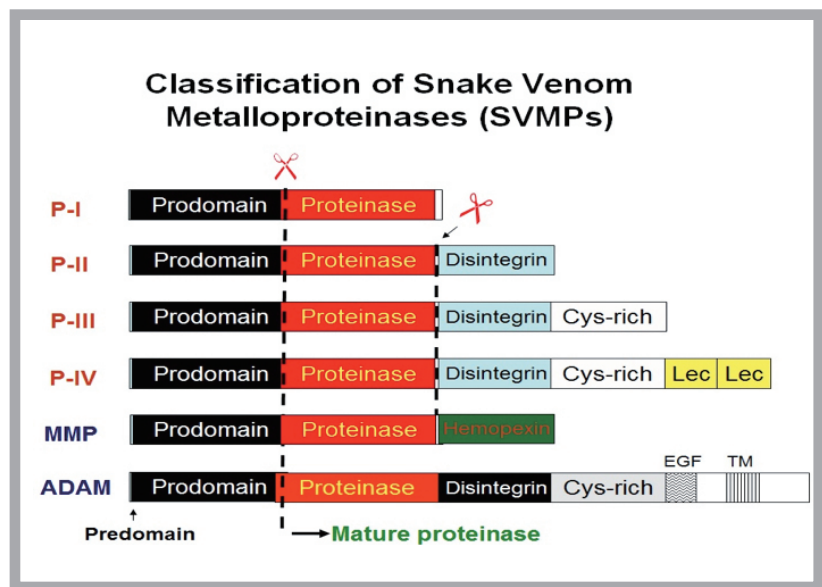 Classification of Snake Venom
Metalloproteinases (SVMPs)
P-I Prodomain Proteinase
P-II Prodomain Proteinase Disintegrin
P-III Prodomain Proteinase Disintegrin Cys-rich
P-IV Prodomain Proteinase Disintegrin Cys-rich Lec Lec
MMP Prodomain Proteinase Hemopexin
EGF TM
ADAM Prodomain Proteinase Disintegrin Cys-rich
Predomain Mature proteinase